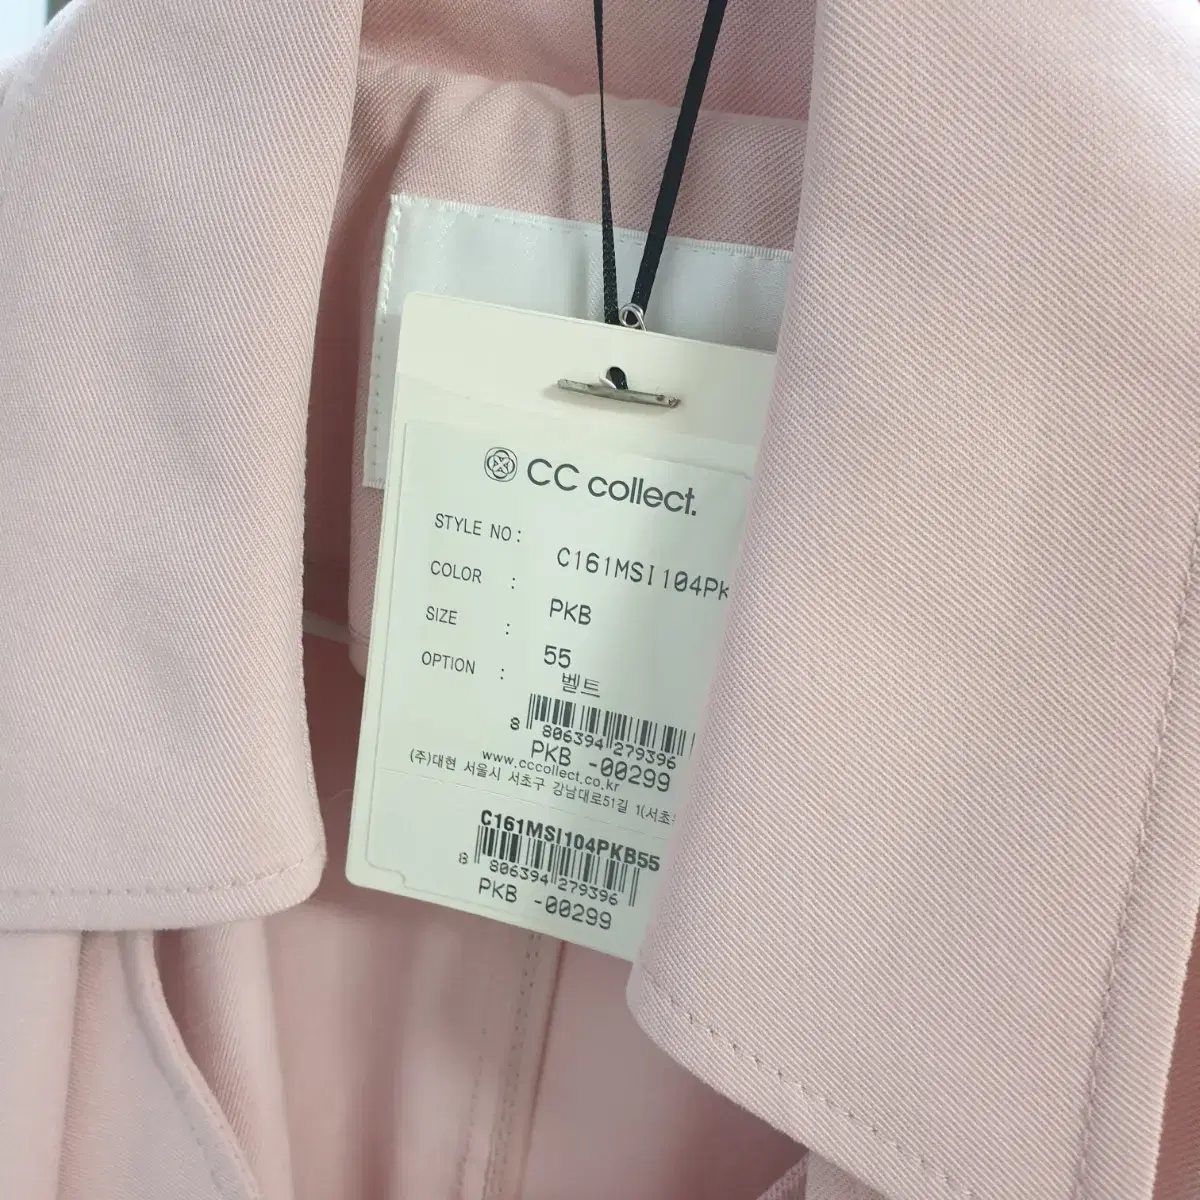 CC collect.
STYLE NO : C161MSI104PK
COLOR : PKB
SIZE : 55
OPTION : 벨트
8 806394 279396
PKB -00299
www.cccollect.co.kr
(주)대현 서울시 서초구 강남대로51길 1(서초
C161MSI104PKB55
8 806394 279396
PKB -00299